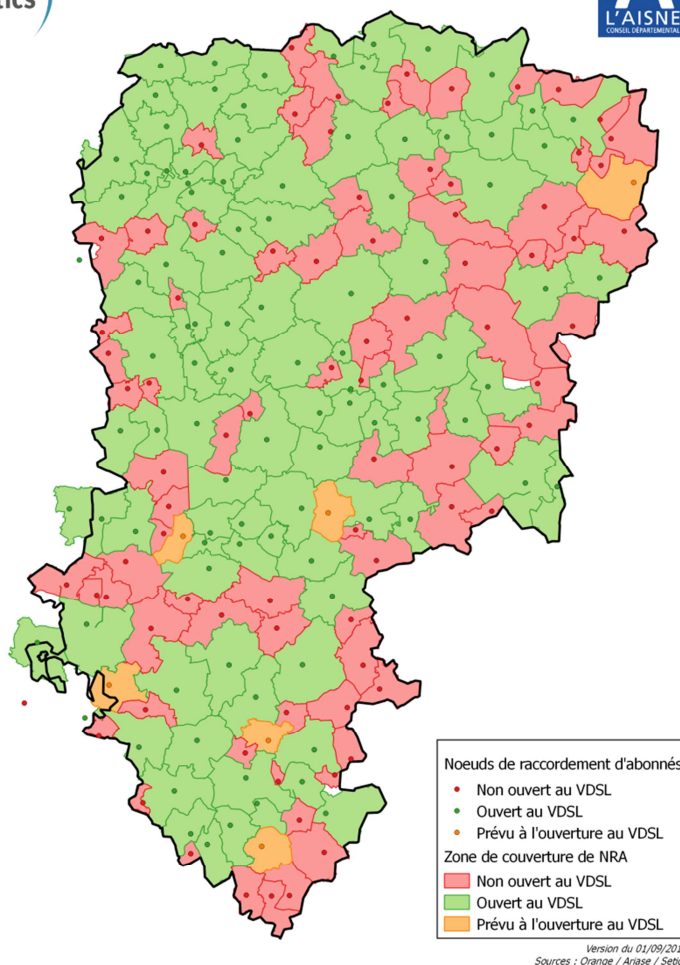 tics
L'AISNE
CONSEIL DÉPARTEMENTAL
Noeuds de raccordement d'abonnés
Non ouvert au VDSL
Ouvert au VDSL
Prévu à l'ouverture au VDSL
Zone de couverture de NRA
Non ouvert au VDSL
Ouvert au VDSL
Prévu à l'ouverture au VDSL
Version du 01/09/201
Sources : Orange / Ariase / Setic